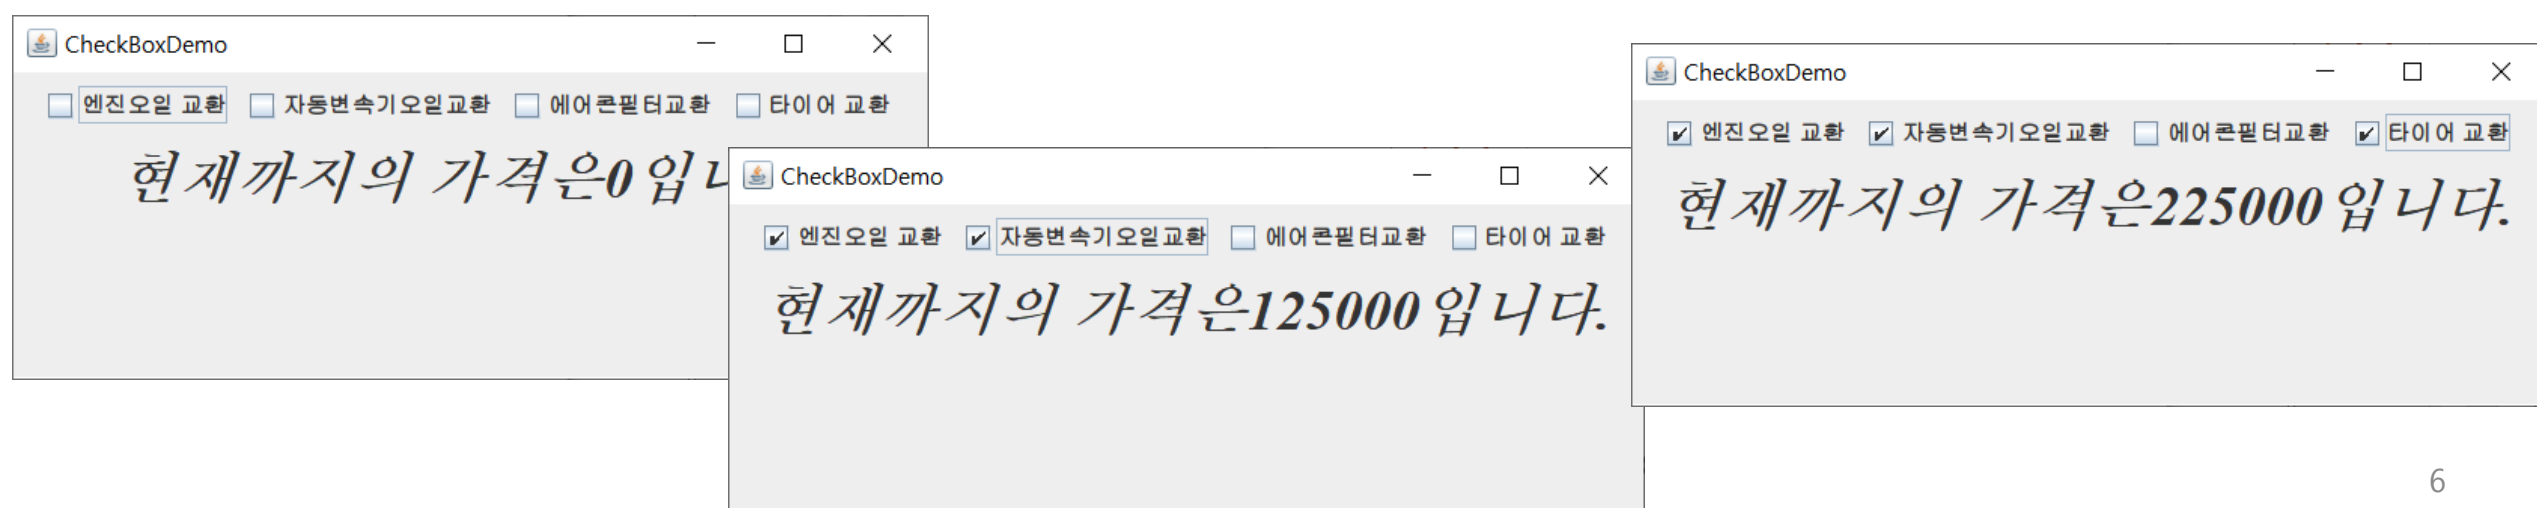 CheckBoxDemo
엔진오일 교환 자동변속기오일교환 에어콘필터교환 타이어 교환
현재까지의 가격은0입
CheckBoxDemo
엔진오일 교환 자동변속기오일교환 에어콘필터교환 타이어 교환
현재까지의 가격은125000입니다.
CheckBoxDemo
엔진오일 교환 자동변속기오일교환 에어콘필터교환 타이어 교환
현재까지의 가격은225000입니다.
6